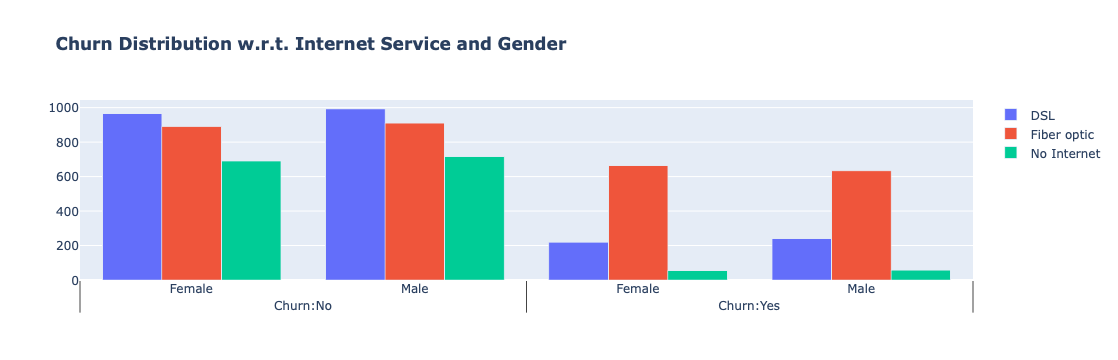 Churn Distribution w.r.t. Internet Service and Gender
1000
800
600
400
200
0
DSL
Fiber optic
No Internet
Female
Male
Female
Male
Churn:No
Churn:Yes